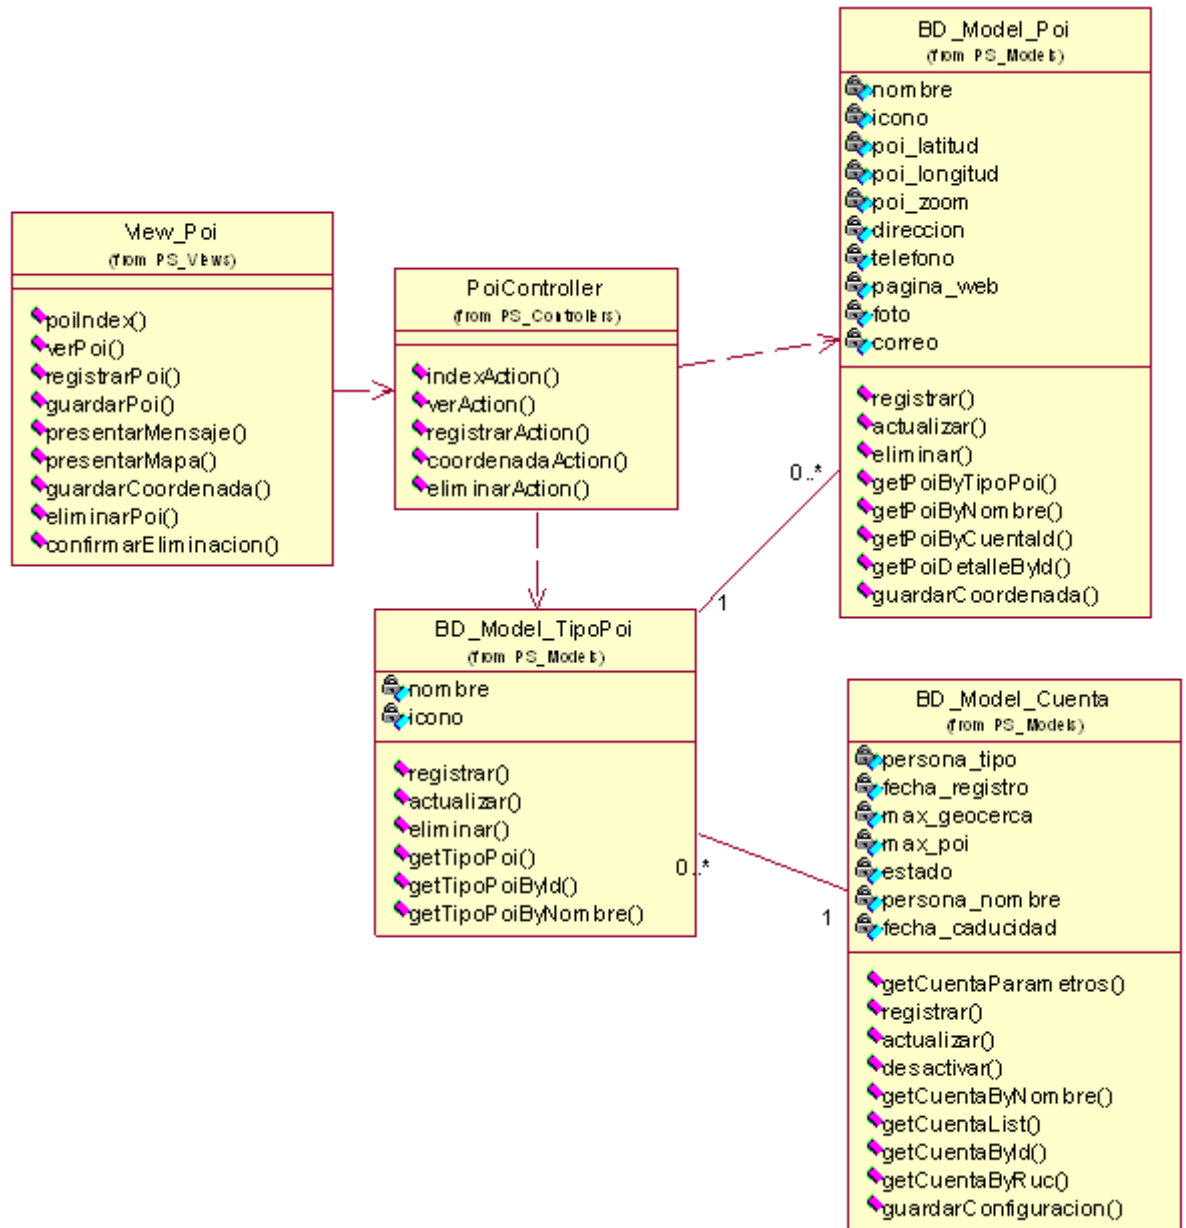 View_Poi
(from PS_Views)
poiIndex()
verPoi()
registrarPoi()
guardarPoi()
presentarMensaje()
presentarMapa()
guardarCoordenada()
eliminarPoi()
confirmarEliminacion()
PoiController
(from PS_Controllers)
indexAction()
verAction()
registrarAction()
coordenadaAction()
eliminarAction()
BD_Model_Poi
(from PS_Models)
nombre
icono
poi_latitud
poi_longitud
poi_zoom
direccion
telefono
pagina_web
foto
correo
registrar()
actualizar()
eliminar()
getPoiByTipoPoi()
getPoiByNombre()
getPoiByCuentaId()
getPoiDetalleById()
guardarCoordenada()
0..*
1
BD_Model_TipoPoi
(from PS_Models)
nombre
icono
registrar()
actualizar()
eliminar()
getTipoPoi()
getTipoPoiById()
getTipoPoiByNombre()
0..*
1
BD_Model_Cuenta
(from PS_Models)
persona_tipo
fecha_registro
max_geocerca
max_poi
estado
persona_nombre
fecha_caducidad
getCuentaParametros()
registrar()
actualizar()
desactivar()
getCuentaByNombre()
getCuentaList()
getCuentaById()
getCuentaByRuc()
guardarConfiguracion()